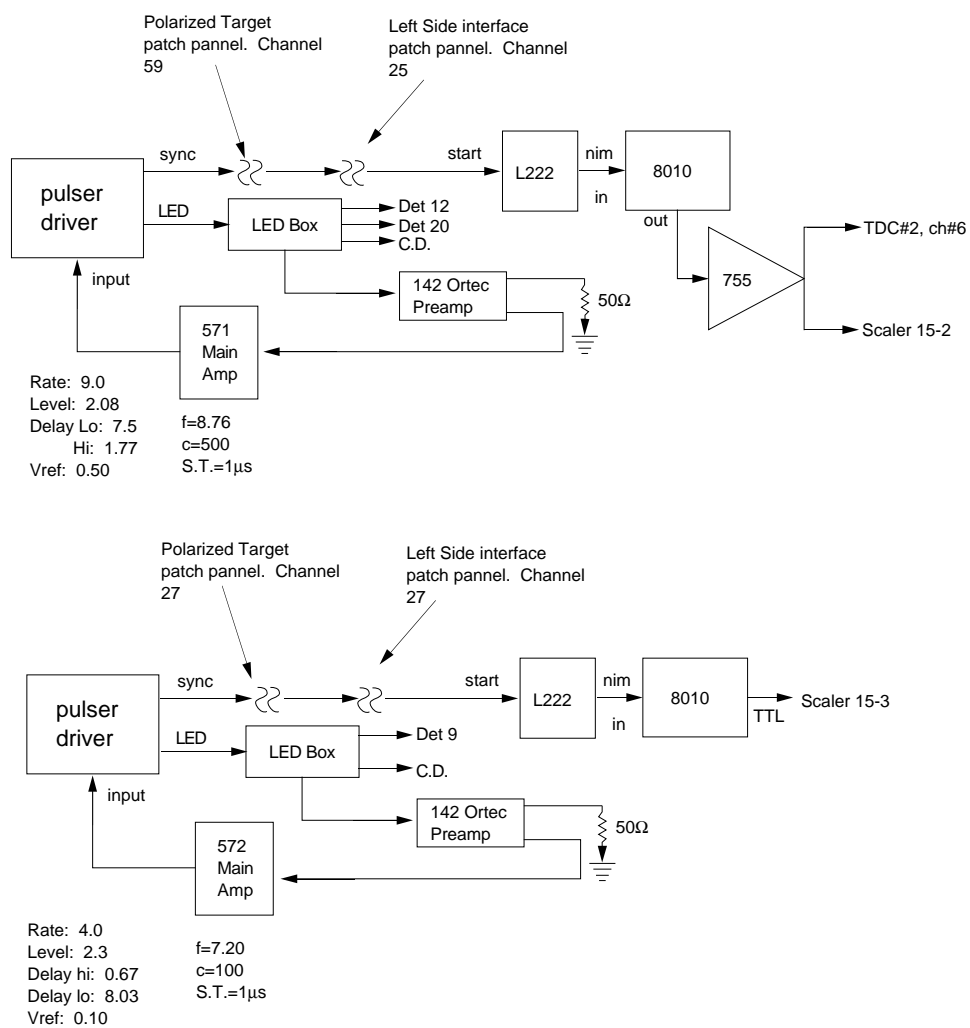 Polarized Target
patch pannel. Channel
59
Left Side interface
patch pannel. Channel
25
sync
start
L222
nim
in
8010
out
pulser
driver
LED
LED Box
Det 12
Det 20
C.D.
755
TDC#2, ch#6
Scaler 15-2
input
142 Ortec
Preamp
50Ω
571
Main
Amp
Rate: 9.0
Level: 2.08
Delay Lo: 7.5
Hi: 1.77
Vref: 0.50
f=8.76
c=500
S.T.=1μs
Polarized Target
patch pannel. Channel
27
Left Side interface
patch pannel. Channel
27
sync
start
L222
nim
in
8010
TTL
Scaler 15-3
pulser
driver
LED
LED Box
Det 9
C.D.
input
142 Ortec
Preamp
50Ω
572
Main
Amp
Rate: 4.0
Level: 2.3
Delay hi: 0.67
Delay lo: 8.03
Vref: 0.10
f=7.20
c=100
S.T.=1μs